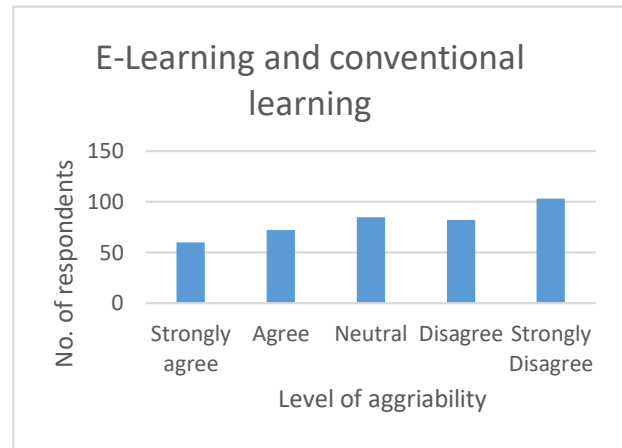 E-Learning and conventional
learning
No. of respondents
150
100
50
0
Strongly
agree
Agree
Neutral
Disagree
Strongly
Disagree
Level of aggriability